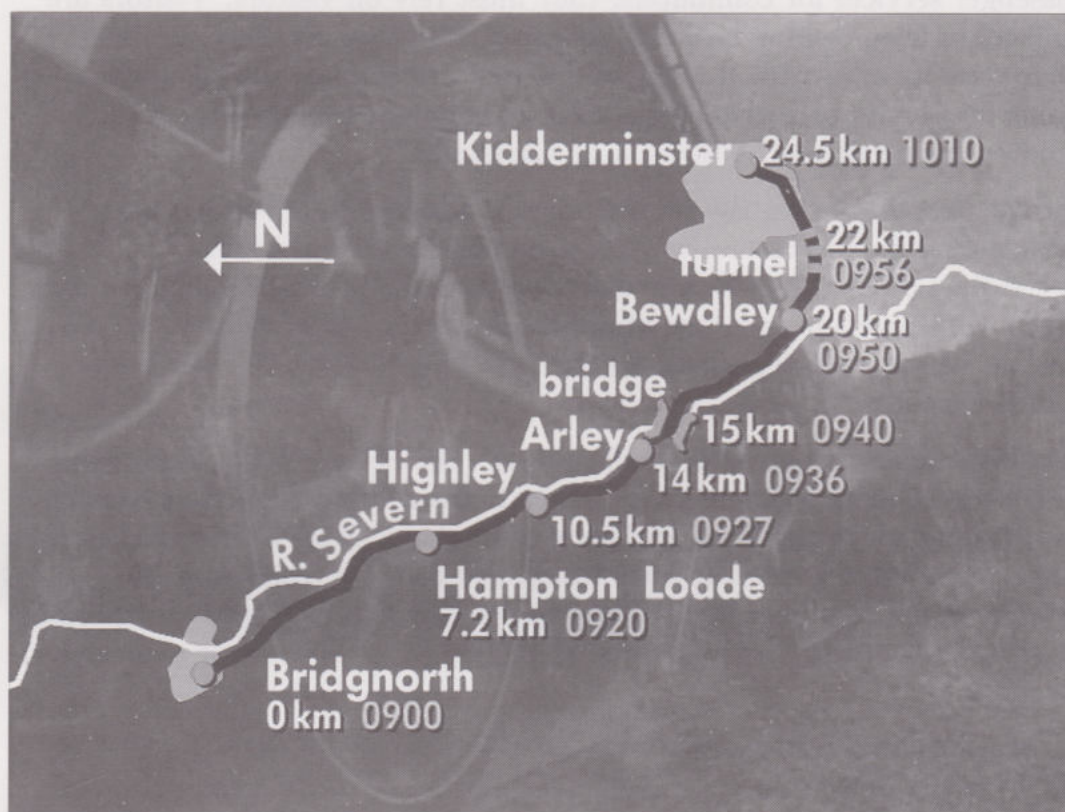 Kidderminster 24.5 km 1010
N
22 km
tunnel 0956
Bewdley 20 km
0950
bridge
Arley 15 km 0940
Highley 14 km 0936
R. Severn
10.5 km 0927
Hampton Loade
7.2 km 0920
Bridgnorth
0 km 0900